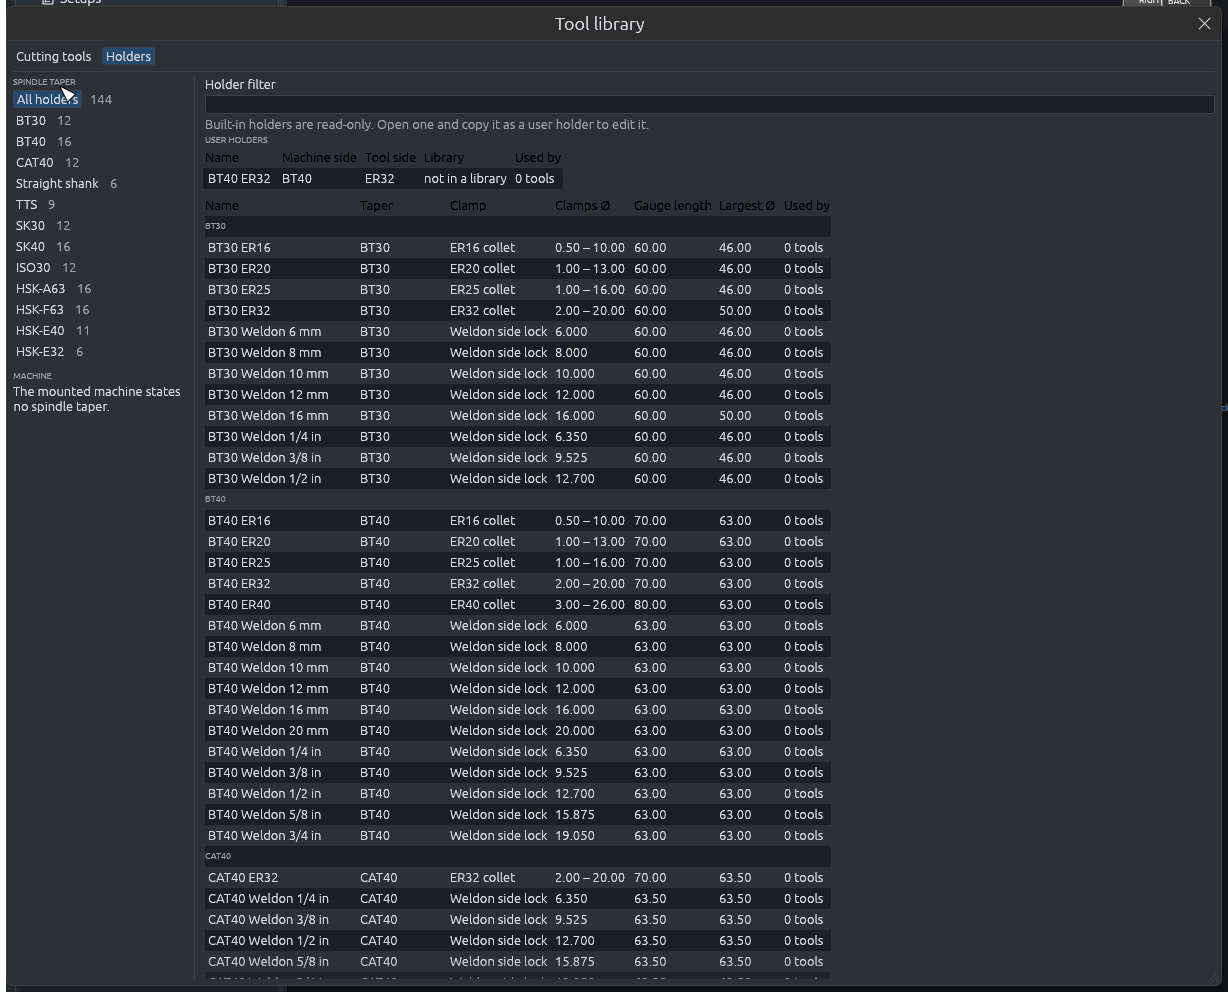 Setups
RIGHT BACK
Tool library
Cutting tools Holders
SPINDLE TAPER
All holders 144
BT30 12
BT40 16
CAT40 12
Straight shank 6
TTS 9
SK30 12
SK40 16
ISO30 12
HSK-A63 16
HSK-F63 16
HSK-E40 11
HSK-E32 6
MACHINE
The mounted machine states
no spindle taper.
Holder filter
Built-in holders are read-only. Open one and copy it as a user holder to edit it.
USER HOLDERS
Name Machine side Tool side Library Used by
BT40 ER32 BT40 ER32 not in a library 0 tools
Name Taper Clamp Clamps Ø Gauge length Largest Ø Used by
BT30
BT30 ER16 BT30 ER16 collet 0.50 – 10.00 60.00 46.00 0 tools
BT30 ER20 BT30 ER20 collet 1.00 – 13.00 60.00 46.00 0 tools
BT30 ER25 BT30 ER25 collet 1.00 – 16.00 60.00 46.00 0 tools
BT30 ER32 BT30 ER32 collet 2.00 – 20.00 60.00 50.00 0 tools
BT30 Weldon 6 mm BT30 Weldon side lock 6.000 60.00 46.00 0 tools
BT30 Weldon 8 mm BT30 Weldon side lock 8.000 60.00 46.00 0 tools
BT30 Weldon 10 mm BT30 Weldon side lock 10.000 60.00 46.00 0 tools
BT30 Weldon 12 mm BT30 Weldon side lock 12.000 60.00 46.00 0 tools
BT30 Weldon 16 mm BT30 Weldon side lock 16.000 60.00 50.00 0 tools
BT30 Weldon 1/4 in BT30 Weldon side lock 6.350 60.00 46.00 0 tools
BT30 Weldon 3/8 in BT30 Weldon side lock 9.525 60.00 46.00 0 tools
BT30 Weldon 1/2 in BT30 Weldon side lock 12.700 60.00 46.00 0 tools
BT40
BT40 ER16 BT40 ER16 collet 0.50 – 10.00 70.00 63.00 0 tools
BT40 ER20 BT40 ER20 collet 1.00 – 13.00 70.00 63.00 0 tools
BT40 ER25 BT40 ER25 collet 1.00 – 16.00 70.00 63.00 0 tools
BT40 ER32 BT40 ER32 collet 2.00 – 20.00 70.00 63.00 0 tools
BT40 ER40 BT40 ER40 collet 3.00 – 26.00 80.00 63.00 0 tools
BT40 Weldon 6 mm BT40 Weldon side lock 6.000 63.00 63.00 0 tools
BT40 Weldon 8 mm BT40 Weldon side lock 8.000 63.00 63.00 0 tools
BT40 Weldon 10 mm BT40 Weldon side lock 10.000 63.00 63.00 0 tools
BT40 Weldon 12 mm BT40 Weldon side lock 12.000 63.00 63.00 0 tools
BT40 Weldon 16 mm BT40 Weldon side lock 16.000 63.00 63.00 0 tools
BT40 Weldon 20 mm BT40 Weldon side lock 20.000 63.00 63.00 0 tools
BT40 Weldon 1/4 in BT40 Weldon side lock 6.350 63.00 63.00 0 tools
BT40 Weldon 3/8 in BT40 Weldon side lock 9.525 63.00 63.00 0 tools
BT40 Weldon 1/2 in BT40 Weldon side lock 12.700 63.00 63.00 0 tools
BT40 Weldon 5/8 in BT40 Weldon side lock 15.875 63.00 63.00 0 tools
BT40 Weldon 3/4 in BT40 Weldon side lock 19.050 63.00 63.00 0 tools
CAT40
CAT40 ER32 CAT40 ER32 collet 2.00 – 20.00 70.00 63.50 0 tools
CAT40 Weldon 1/4 in CAT40 Weldon side lock 6.350 63.50 63.50 0 tools
CAT40 Weldon 3/8 in CAT40 Weldon side lock 9.525 63.50 63.50 0 tools
CAT40 Weldon 1/2 in CAT40 Weldon side lock 12.700 63.50 63.50 0 tools
CAT40 Weldon 5/8 in CAT40 Weldon side lock 15.875 63.50 63.50 0 tools